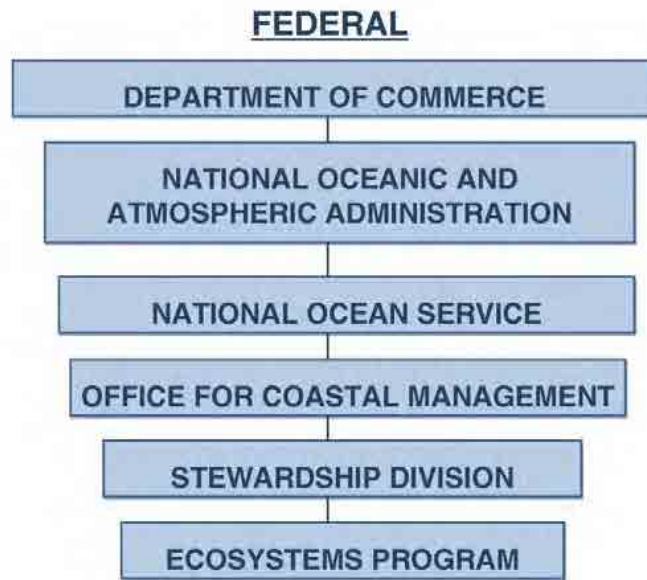 FEDERAL
DEPARTMENT OF COMMERCE
NATIONAL OCEANIC AND
ATMOSPHERIC ADMINISTRATION
NATIONAL OCEAN SERVICE
OFFICE FOR COASTAL MANAGEMENT
STEWARDSHIP DIVISION
ECOSYSTEMS PROGRAM